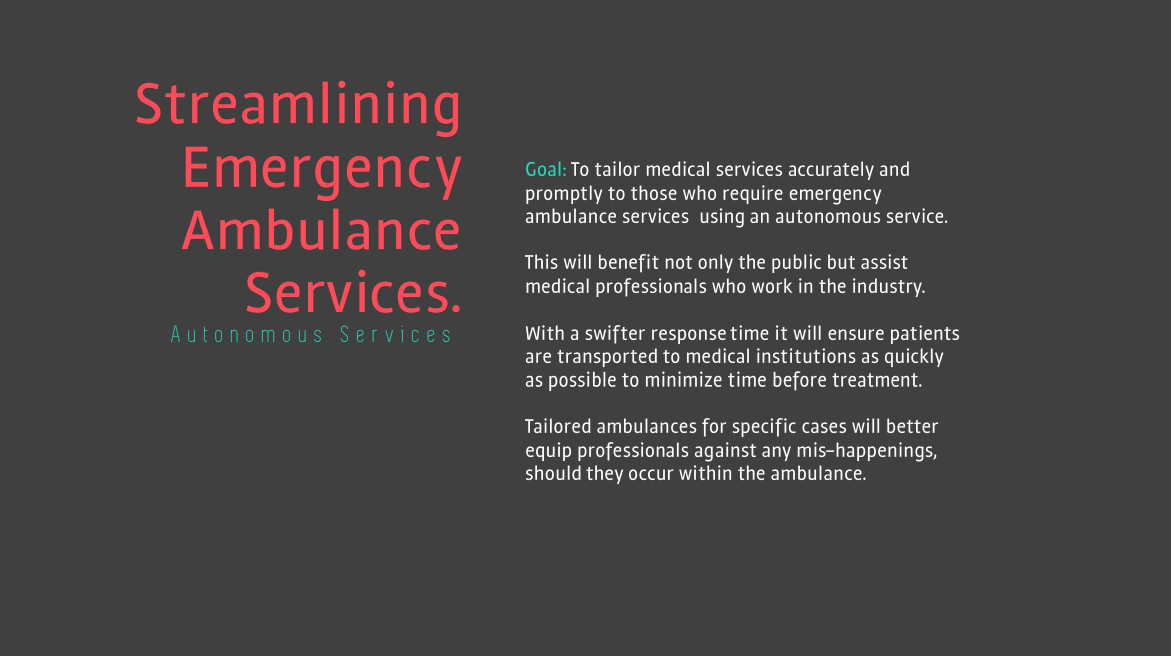 Streamlining
Emergency
Ambulance
Services.
Autonomous Services
Goal: To tailor medical services accurately and
promptly to those who require emergency
ambulance services  using an autonomous service.
This will benefit not only the public but assist
medical professionals who work in the industry.
With a swifter response time it will ensure patients
are transported to medical institutions as quickly
as possible to minimize time before treatment.
Tailored ambulances for specific cases will better
equip professionals against any mis–happenings,
should they occur within the ambulance.